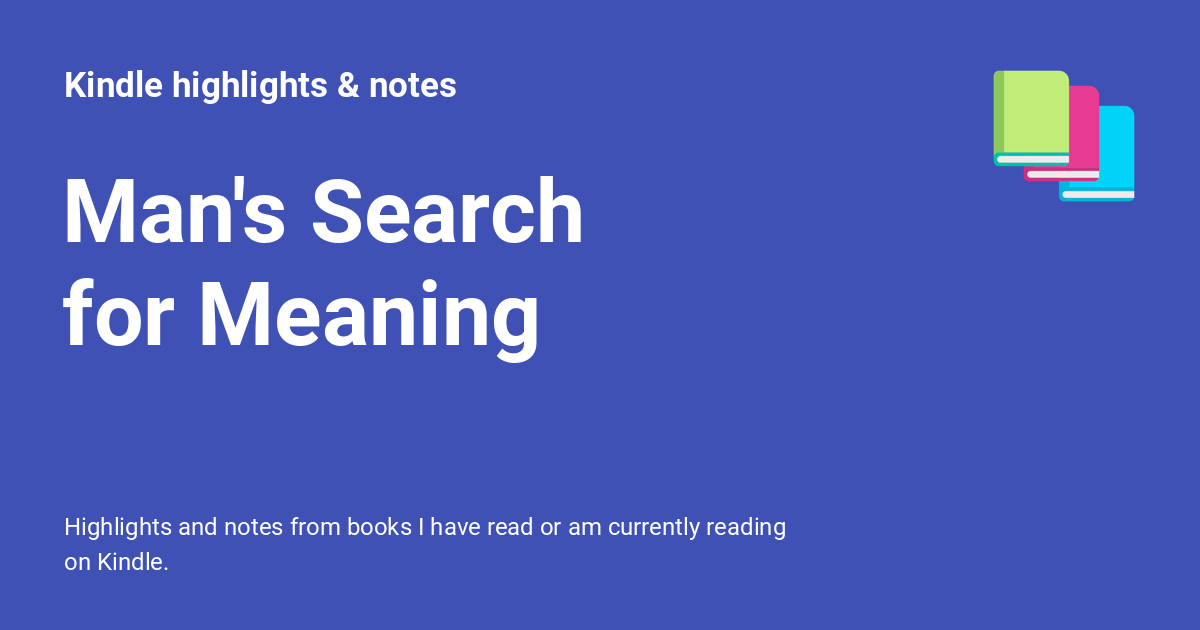 Kindle highlights & notes
Man's Search
for Meaning
Highlights and notes from books I have read or am currently reading
on Kindle.